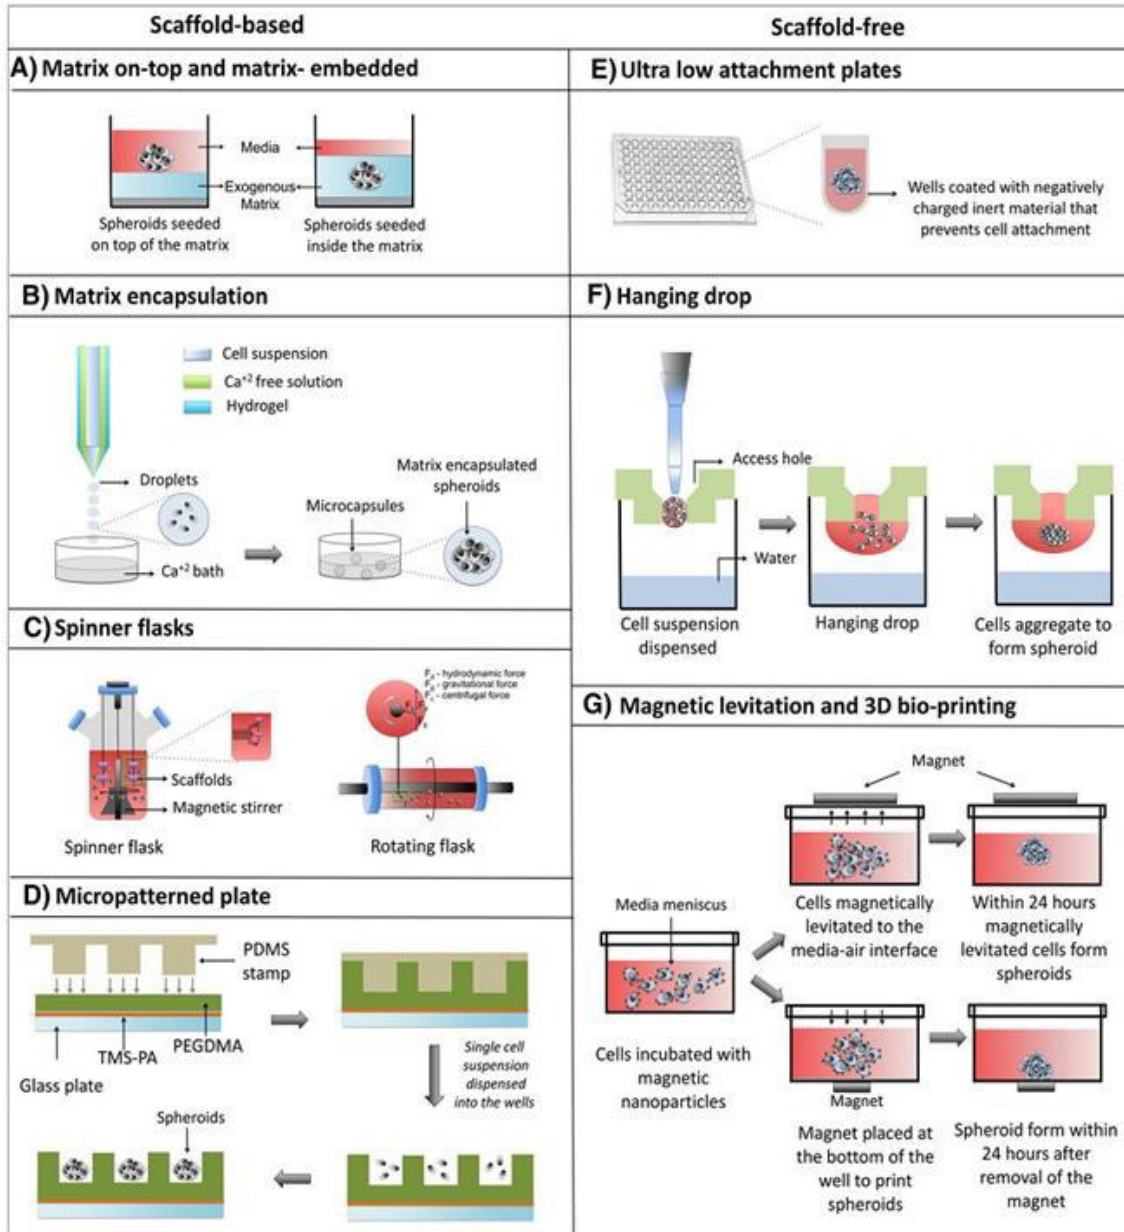 Scaffold-based
A) Matrix on-top and matrix- embedded
Media
Exogenous
Matrix
Spheroids seeded
on top of the matrix
Spheroids seeded
inside the matrix
B) Matrix encapsulation
Cell suspension
Ca+2 free solution
Hydrogel
Droplets
Ca+2 bath
Microcapsules
Matrix encapsulated
spheroids
C) Spinner flasks
Scaffolds
Magnetic stirrer
Spinner flask
- hydrodynamic force
- gravitational force
- centrifugal force
Rotating flask
D) Micropatterned plate
PDMS
stamp
PEGDMA
TMS-PA
Glass plate
Single cell
suspension
dispensed
into the wells
Spheroids
Scaffold-free
E) Ultra low attachment plates
Wells coated with negatively
charged inert material that
prevents cell attachment
F) Hanging drop
Access hole
Water
Cell suspension
dispensed
Hanging drop
Cells aggregate to
form spheroid
G) Magnetic levitation and 3D bio-printing
Magnet
Media meniscus
Cells incubated with
magnetic
nanoparticles
Cells magnetically
levitated to the
media-air interface
Within 24 hours
magnetically
levitated cells form
spheroids
Magnet
Magnet placed at
the bottom of the
well to print
spheroids
Spheroid form within
24 hours after
removal of the
magnet